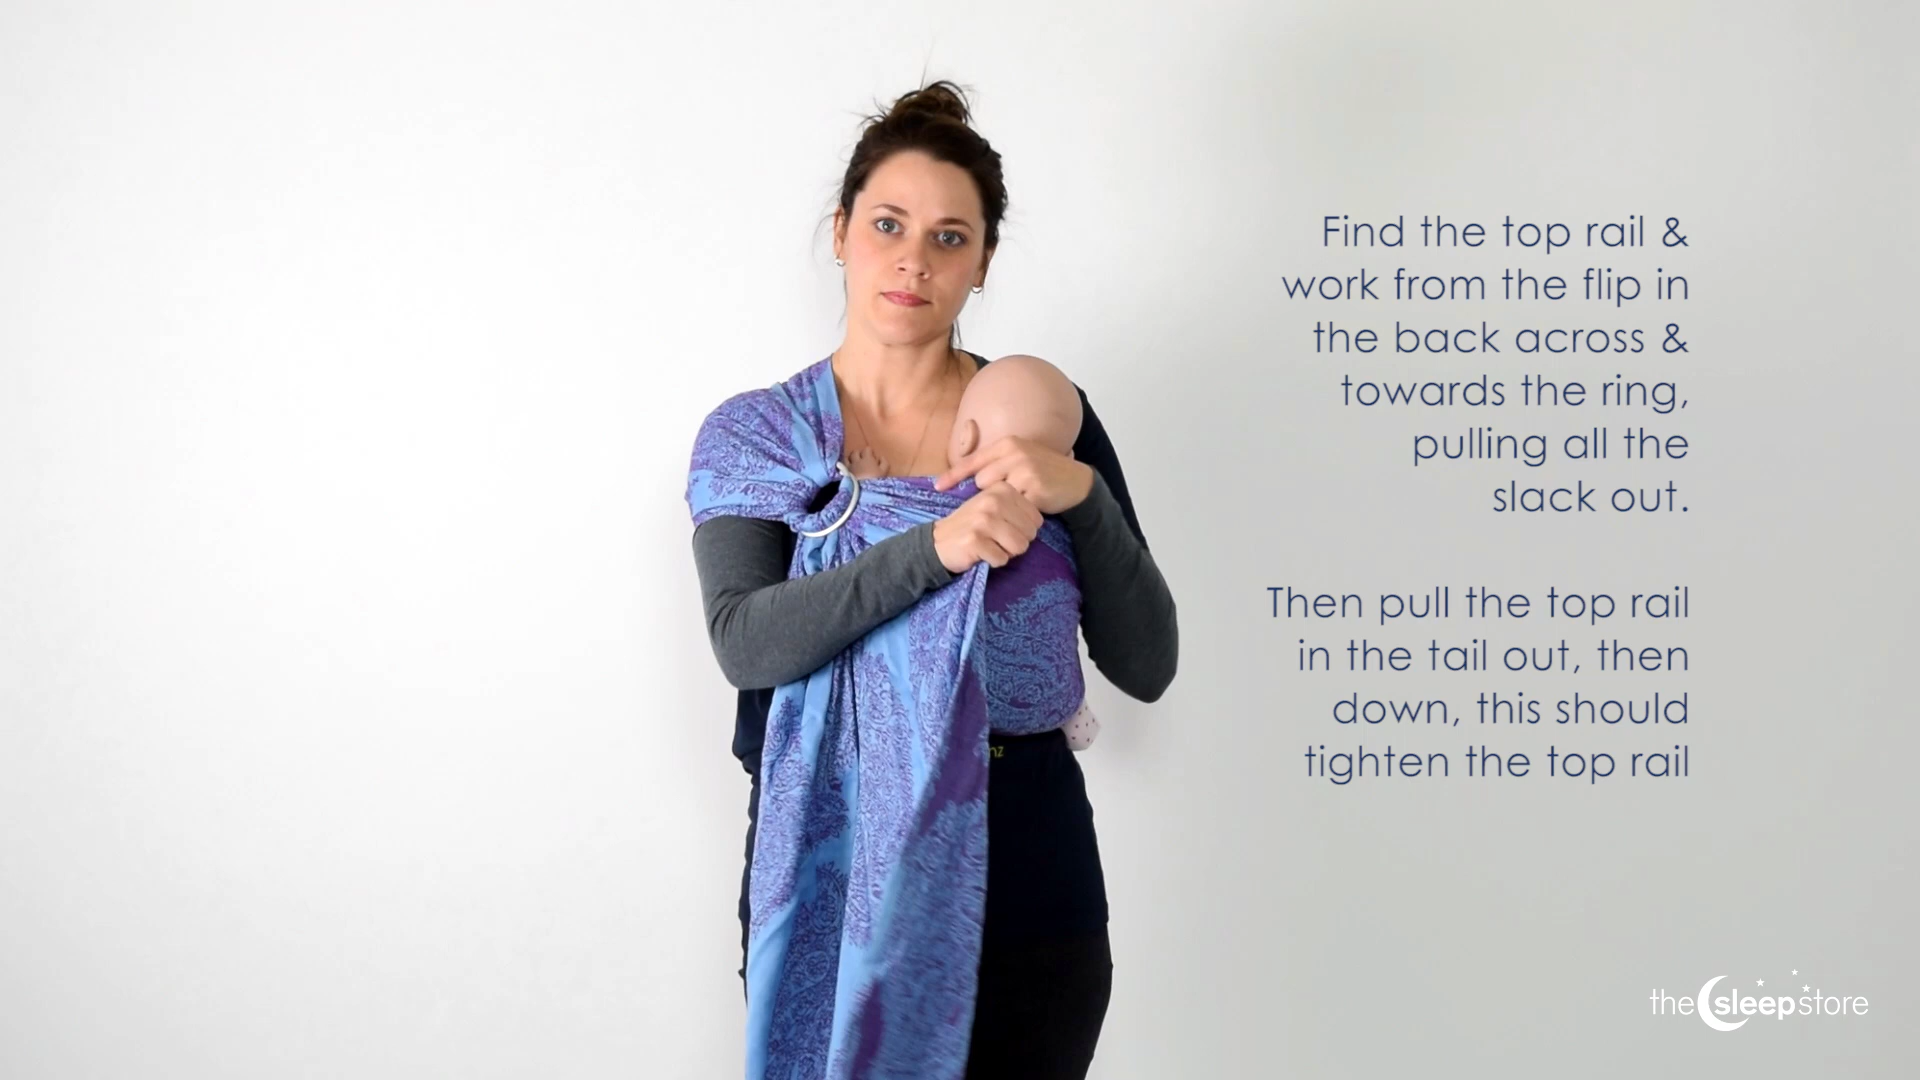 Find the top rail &
work from the flip in
the back across &
towards the ring,
pulling all the
slack out.
Then pull the top rail
in the tail out, then
down, this should
tighten the top rail
nz
the sleep store